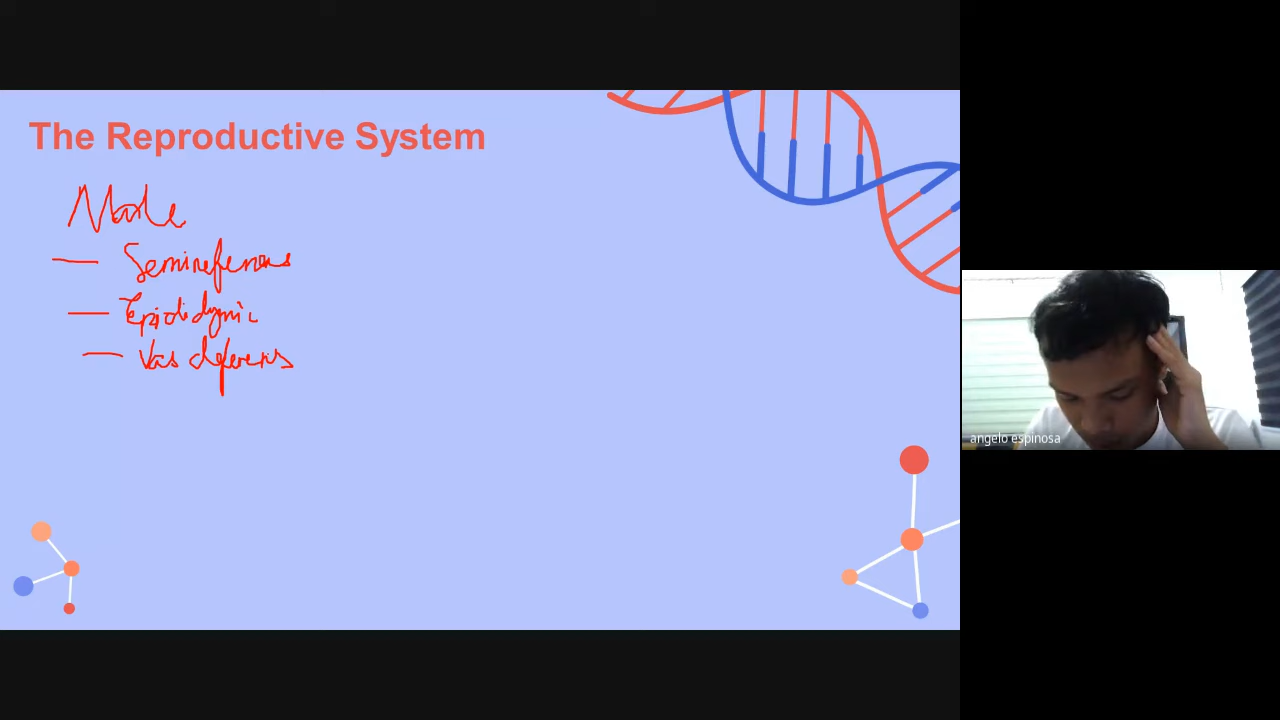 The Reproductive System
Male
— Seminiferous
— Epididymis
— Vas deferens
angelo espinosa